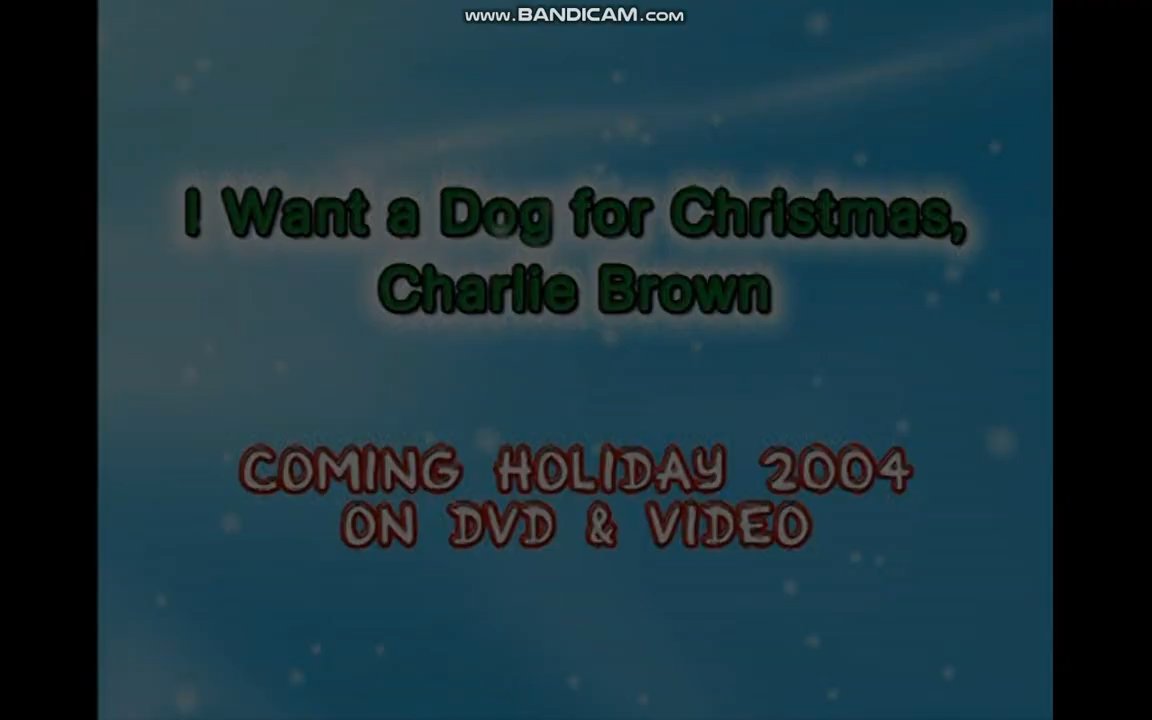 www.BANDICAM.com
I Want a Dog for Christmas,
Charlie Brown
COMING HOLIDAY 2004
ON DVD & VIDEO